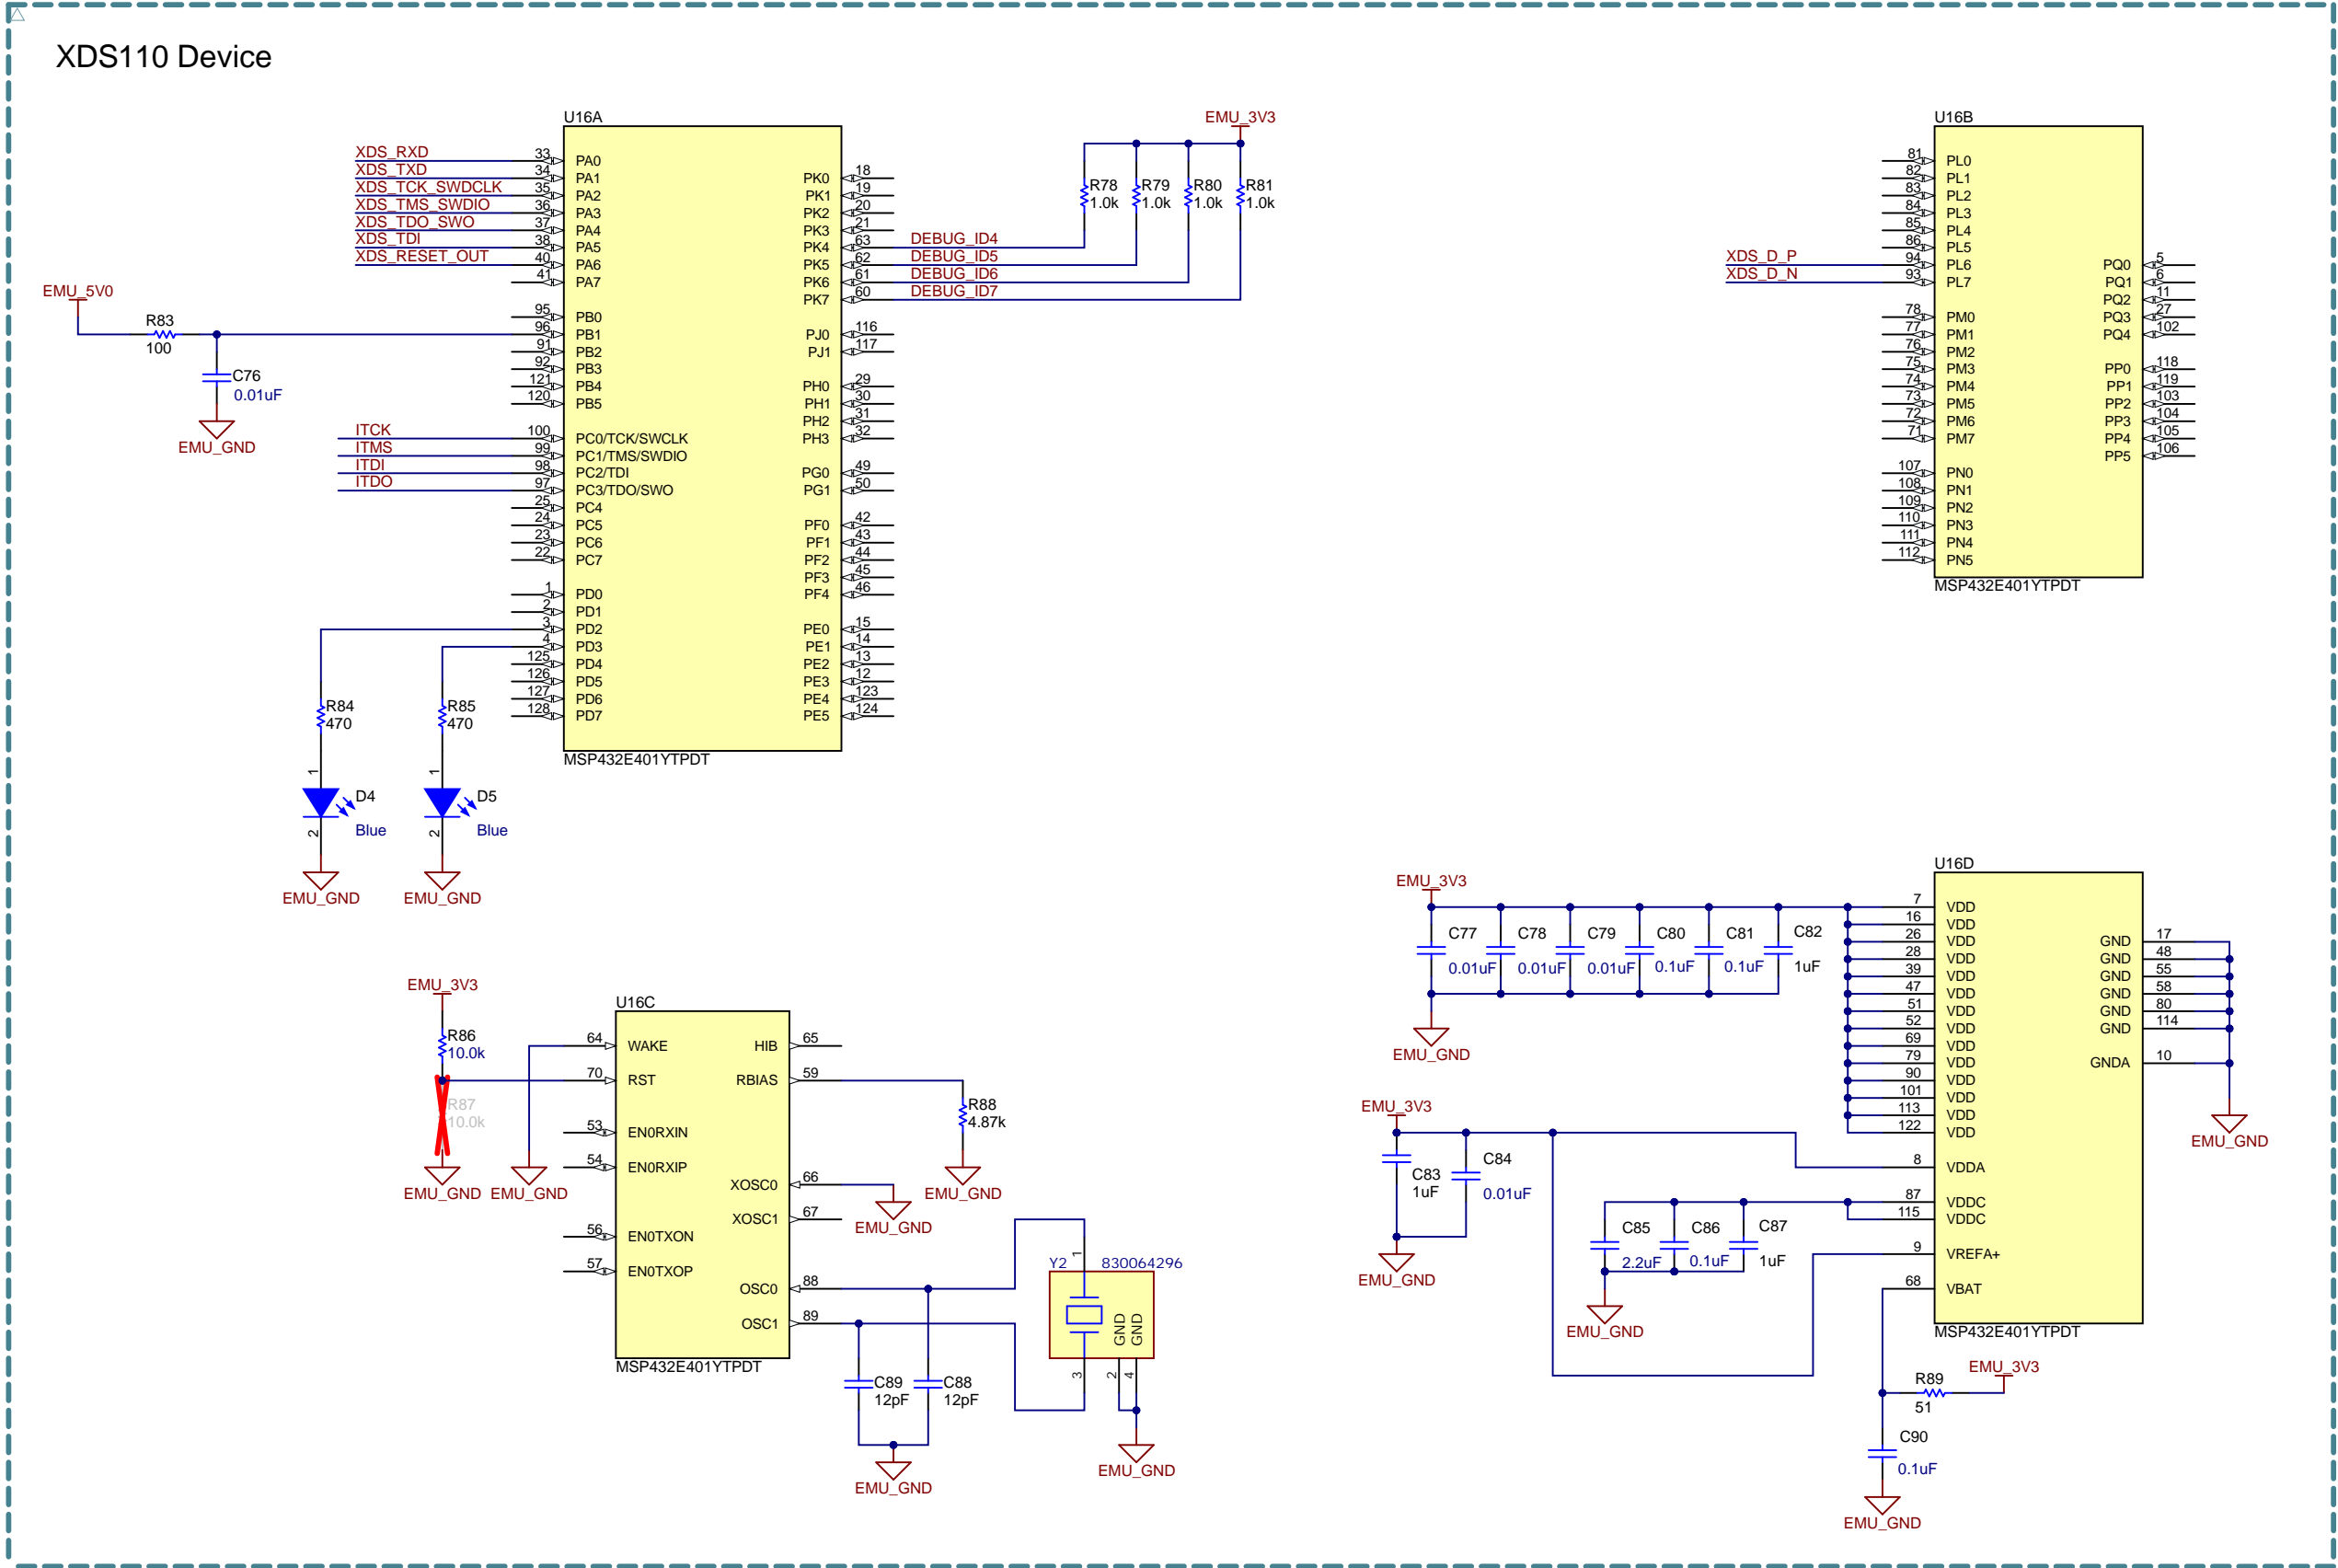 XDS110 Device
U16A
XDS_RXD 33 PA0
XDS_TXD 34 PA1
XDS_TCK_SWDCLK 35 PA2
XDS_TMS_SWDIO 36 PA3
XDS_TDO_SWO 37 PA4
XDS_TDI 38 PA5
XDS_RESET_OUT 40 PA6
41 PA7
EMU_5V0
R83
100
C76
0.01uF
EMU_GND
95 PB0
96 PB1
91 PB2
92 PB3
121 PB4
120 PB5
ITCK 100 PC0/TCK/SWCLK
ITMS 99 PC1/TMS/SWDIO
ITDI 98 PC2/TDI
ITDO 97 PC3/TDO/SWO
25 PC4
24 PC5
23 PC6
22 PC7
1 PD0
2 PD1
3 PD2
4 PD3
125 PD4
126 PD5
127 PD6
128 PD7
PK0 18
PK1 19
PK2 20
PK3 21
PK4 63 DEBUG_ID4
PK5 62 DEBUG_ID5
PK6 61 DEBUG_ID6
PK7 60 DEBUG_ID7
PJ0 116
PJ1 117
PH0 29
PH1 30
PH2 31
PH3 32
PG0 49
PG1 50
PF0 42
PF1 43
PF2 44
PF3 45
PF4 46
PE0 15
PE1 14
PE2 13
PE3 12
PE4 123
PE5 124
MSP432E401YTPDT
EMU_3V3
R78 R79 R80 R81
1.0k 1.0k 1.0k 1.0k
R84
470
1
D4
Blue
2
EMU_GND
R85
470
1
D5
Blue
2
EMU_GND
U16B
81 PL0
82 PL1
83 PL2
84 PL3
85 PL4
86 PL5
XDS_D_P 94 PL6
XDS_D_N 93 PL7
78 PM0
77 PM1
76 PM2
75 PM3
74 PM4
73 PM5
72 PM6
71 PM7
107 PN0
108 PN1
109 PN2
110 PN3
111 PN4
112 PN5
PQ0 5
PQ1 6
PQ2 11
PQ3 27
PQ4 102
PP0 118
PP1 119
PP2 103
PP3 104
PP4 105
PP5 106
MSP432E401YTPDT
EMU_3V3
R86
10.0k
R87
10.0k
EMU_GND
EMU_GND
U16C
64 WAKE
70 RST
53 EN0RXIN
54 EN0RXIP
56 EN0TXON
57 EN0TXOP
HIB 65
RBIAS 59
XOSC0 66
XOSC1 67
OSC0 88
OSC1 89
MSP432E401YTPDT
R88
4.87k
EMU_GND
EMU_GND
Y2 830064296
1
GND
GND
3
2
4
EMU_GND
C89
12pF
C88
12pF
EMU_GND
EMU_3V3
C77 C78 C79 C80 C81 C82
0.01uF 0.01uF 0.01uF 0.1uF 0.1uF 1uF
EMU_GND
EMU_3V3
C83
1uF
C84
0.01uF
EMU_GND
C85 C86 C87
2.2uF 0.1uF 1uF
EMU_GND
U16D
7 VDD
16 VDD
26 VDD
28 VDD
39 VDD
47 VDD
51 VDD
52 VDD
69 VDD
79 VDD
90 VDD
101 VDD
113 VDD
122 VDD
8 VDDA
87 VDDC
115 VDDC
9 VREFA+
68 VBAT
GND 17
GND 48
GND 55
GND 58
GND 80
GND 114
GNDA 10
EMU_GND
MSP432E401YTPDT
EMU_3V3
R89
51
C90
0.1uF
EMU_GND